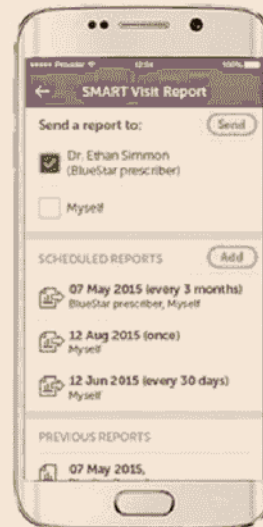 Provider 12:04 100%
SMART Visit Report
Send a report to: Send
Dr. Ethan Simmon
(BlueStar prescriber)
Myself
SCHEDULED REPORTS Add
07 May 2015 (every 3 months)
BlueStar prescriber, Myself
12 Aug 2015 (once)
Myself
12 Jun 2015 (every 30 days)
Myself
PREVIOUS REPORTS
07 May 2015,